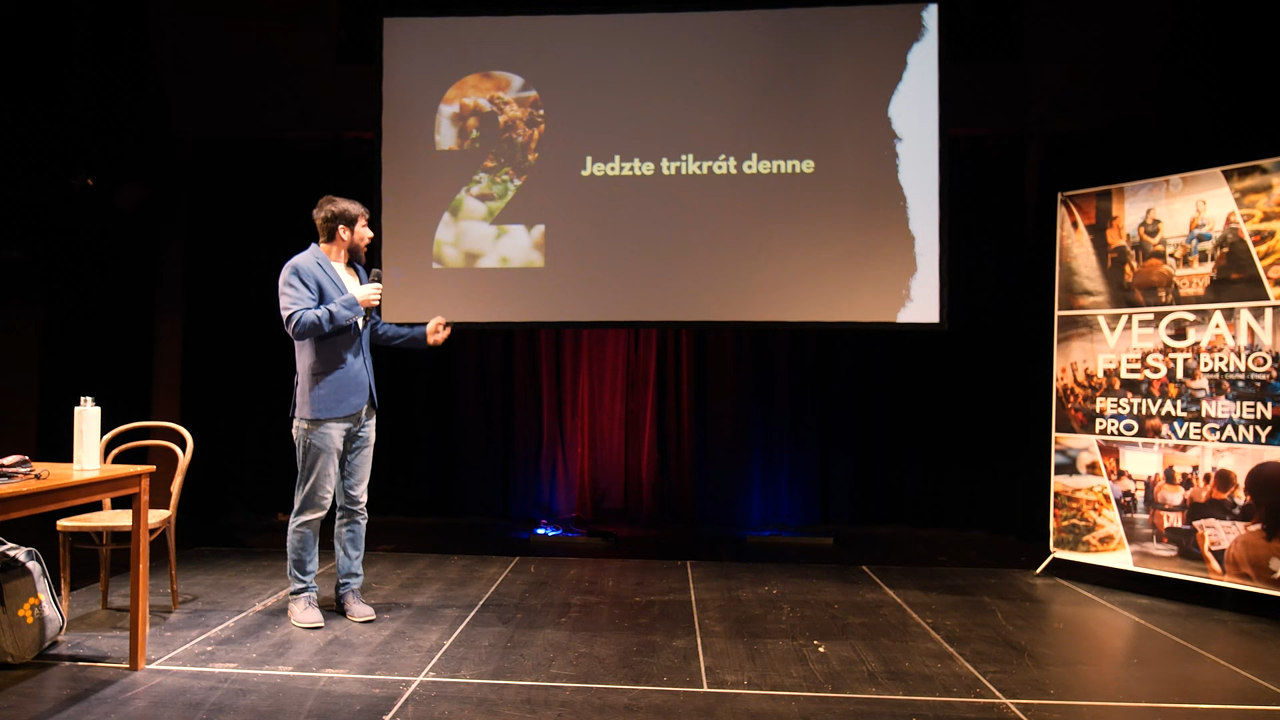 2
Jedzte trikrát denne
VEGAN
FEST BRNO
FESTIVAL NEJEN
PRO VEGANY